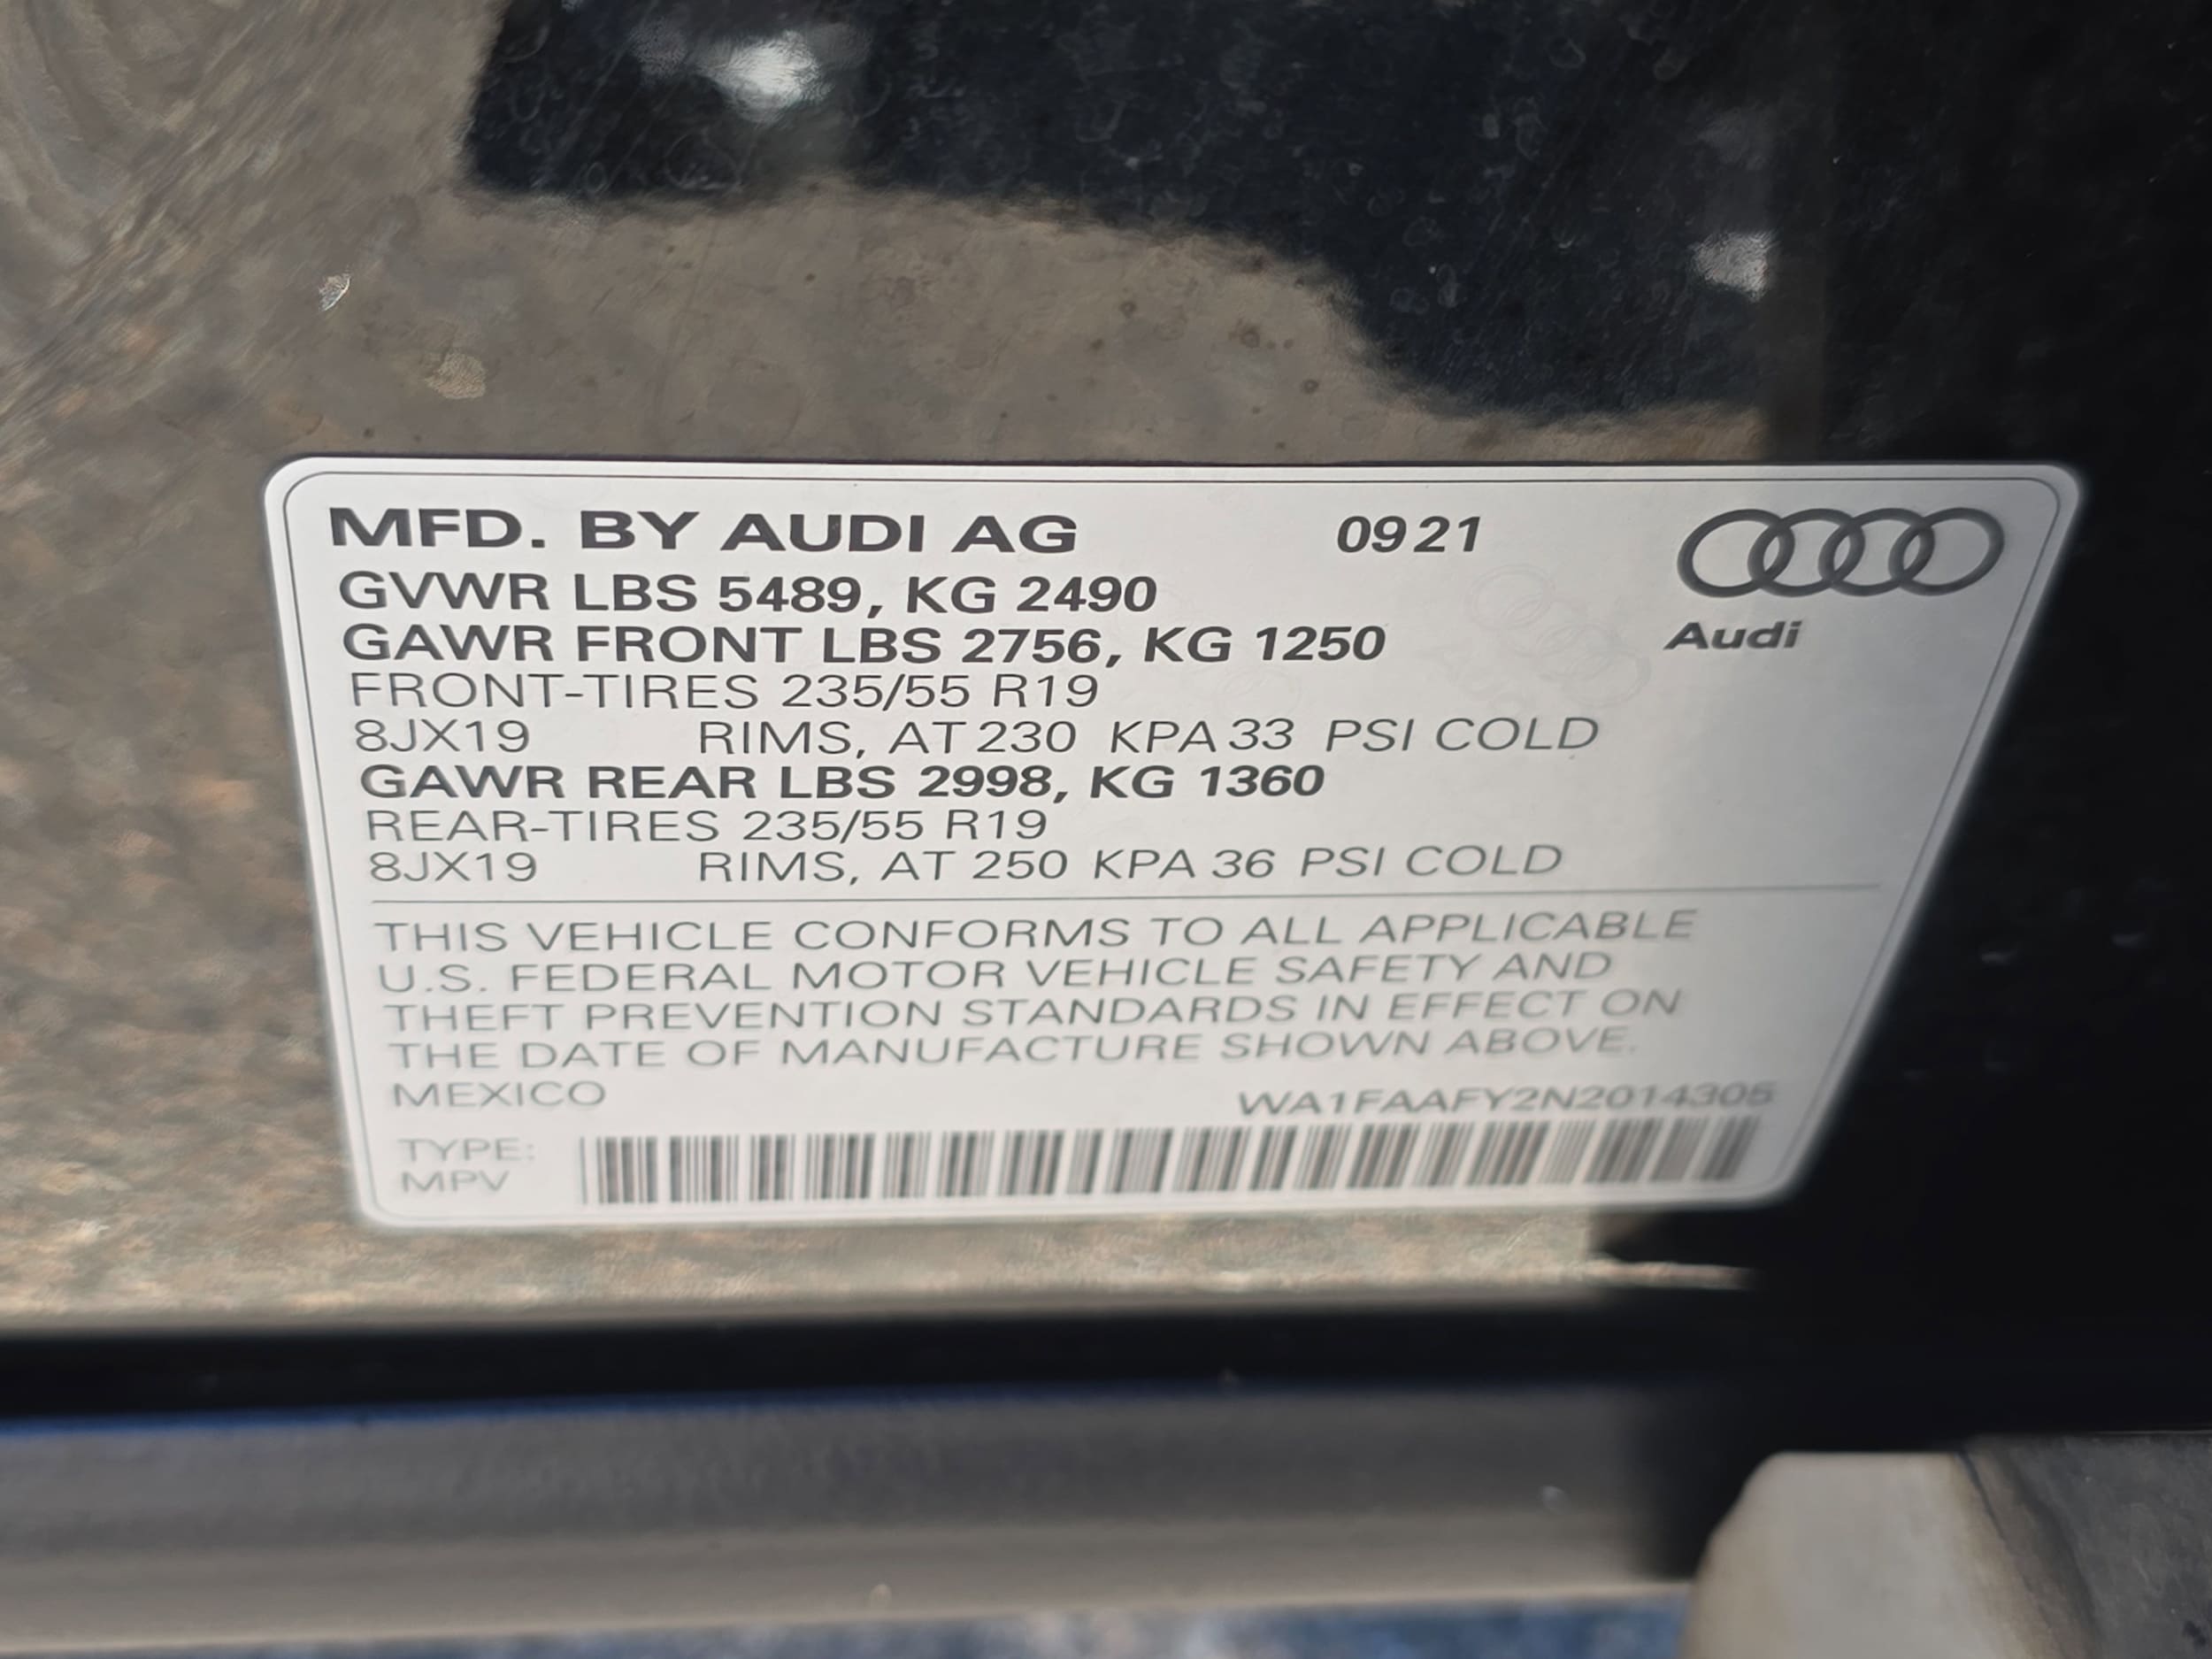 MFD. BY AUDI AG 09 21
Audi
GVWR LBS 5489, KG 2490
GAWR FRONT LBS 2756, KG 1250
FRONT-TIRES 235/55 R19
8JX19 RIMS, AT 230 KPA 33 PSI COLD
GAWR REAR LBS 2998, KG 1360
REAR-TIRES 235/55 R19
8JX19 RIMS, AT 250 KPA 36 PSI COLD
THIS VEHICLE CONFORMS TO ALL APPLICABLE
U.S. FEDERAL MOTOR VEHICLE SAFETY AND
THEFT PREVENTION STANDARDS IN EFFECT ON
THE DATE OF MANUFACTURE SHOWN ABOVE.
MEXICO WA1FAAFY2N2014305
TYPE:
MPV